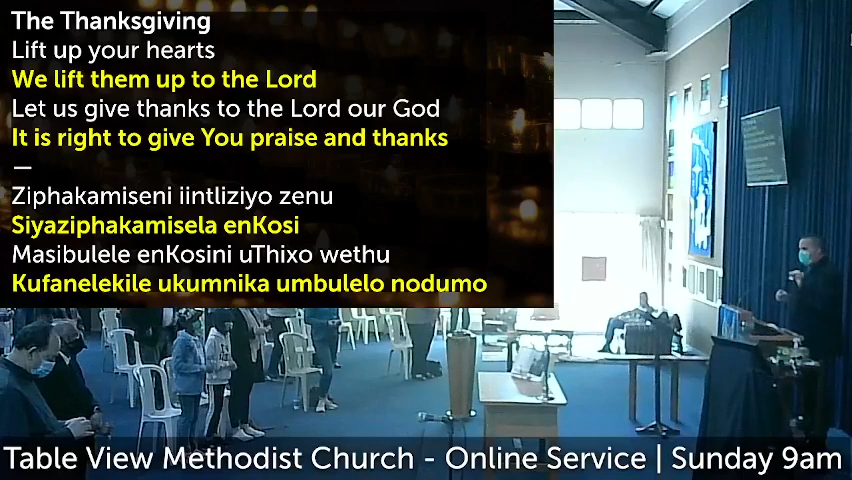 The Thanksgiving
Lift up your hearts
We lift them up to the Lord
Let us give thanks to the Lord our God
It is right to give You praise and thanks
—
Ziphakamiseni iintliziyo zenu
Siyaziphakamisela enKosi
Masibulele enKosini uThixo wethu
Kufanelekile ukumnika umbulelo nodumo
Table View Methodist Church - Online Service | Sunday 9am